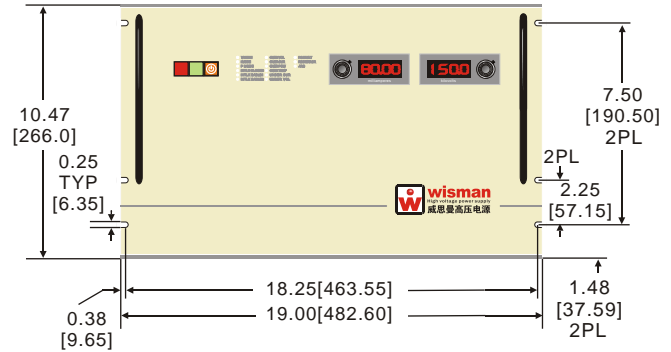 80.00
150.0
10.47
[266.0]
7.50
[190.50]
2PL
0.25
TYP
[6.35]
2PL
2.25
[57.15]
wisman
High voltage power supply
威思曼高压电源
18.25[463.55]
19.00[482.60]
0.38
[9.65]
1.48
[37.59]
2PL